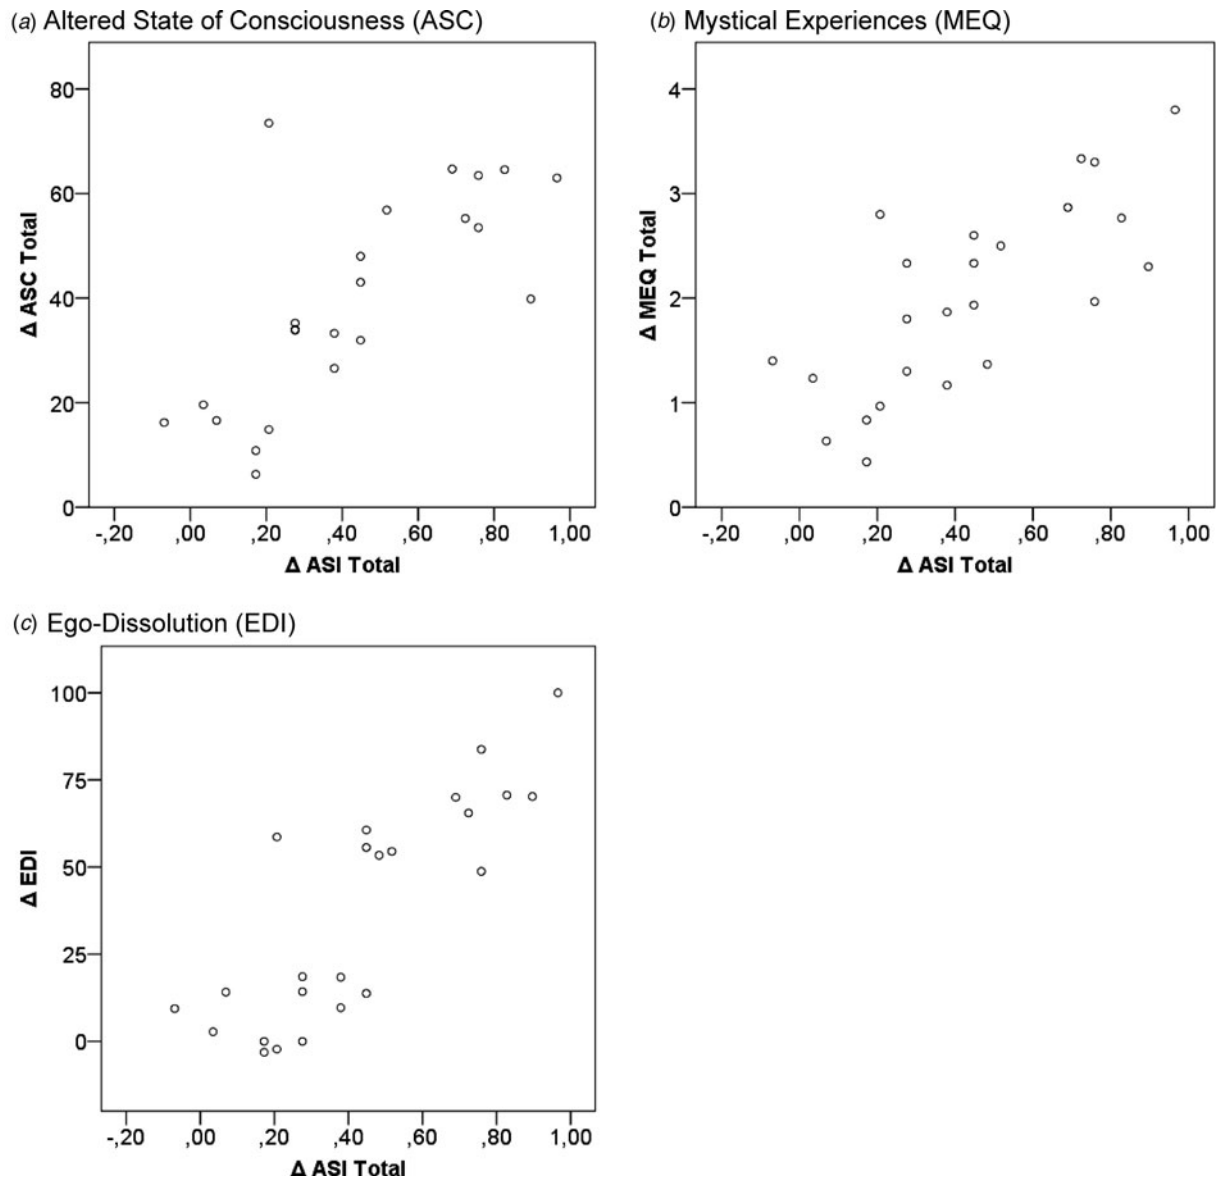 (a) Altered State of Consciousness (ASC)
80
60
40
20
0
Δ ASC Total
-,20 ,00 ,20 ,40 ,60 ,80 1,00
Δ ASI Total
(b) Mystical Experiences (MEQ)
4
3
2
1
0
Δ MEQ Total
-,20 ,00 ,20 ,40 ,60 ,80 1,00
Δ ASI Total
(c) Ego-Dissolution (EDI)
100
75
50
25
0
Δ EDI
-,20 ,00 ,20 ,40 ,60 ,80 1,00
Δ ASI Total